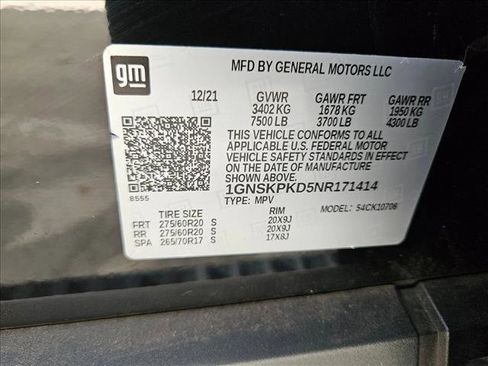 gm
MFD BY GENERAL MOTORS LLC
12/21 GVWR GAWR FRT GAWR RR
3402 KG 1678 KG 1950 KG
7500 LB 3700 LB 4300 LB
THIS VEHICLE CONFORMS TO ALL
APPLICABLE U.S. FEDERAL MOTOR
VEHICLE SAFETY STANDARDS IN
EFFECT ON THE DATE OF MANUFACTURE
SHOWN ABOVE.
1GNSKPKD5NR171414
8555
TYPE: MPV
MODEL: 54CK10706
TIRE SIZE RIM
FRT 275/60R20 S 20X9J
RR 275/60R20 S 20X9J
SPA 265/70R17 S 17X8J